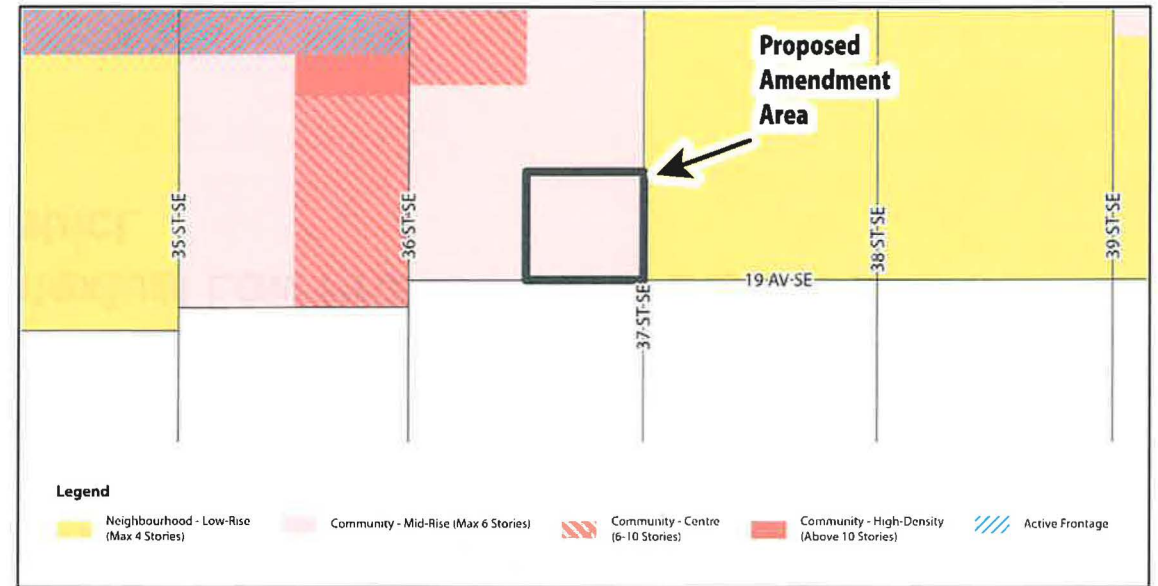 Proposed
Amendment
Area
35 ST SE
36 ST SE
37 ST SE
38 ST SE
39 ST SE
19 AV SE
Legend
Neighbourhood - Low-Rise
(Max 4 Stories)
Community - Mid-Rise (Max 6 Stories)
Community - Centre
(6-10 Stories)
Community - High-Density
(Above 10 Stories)
Active Frontage